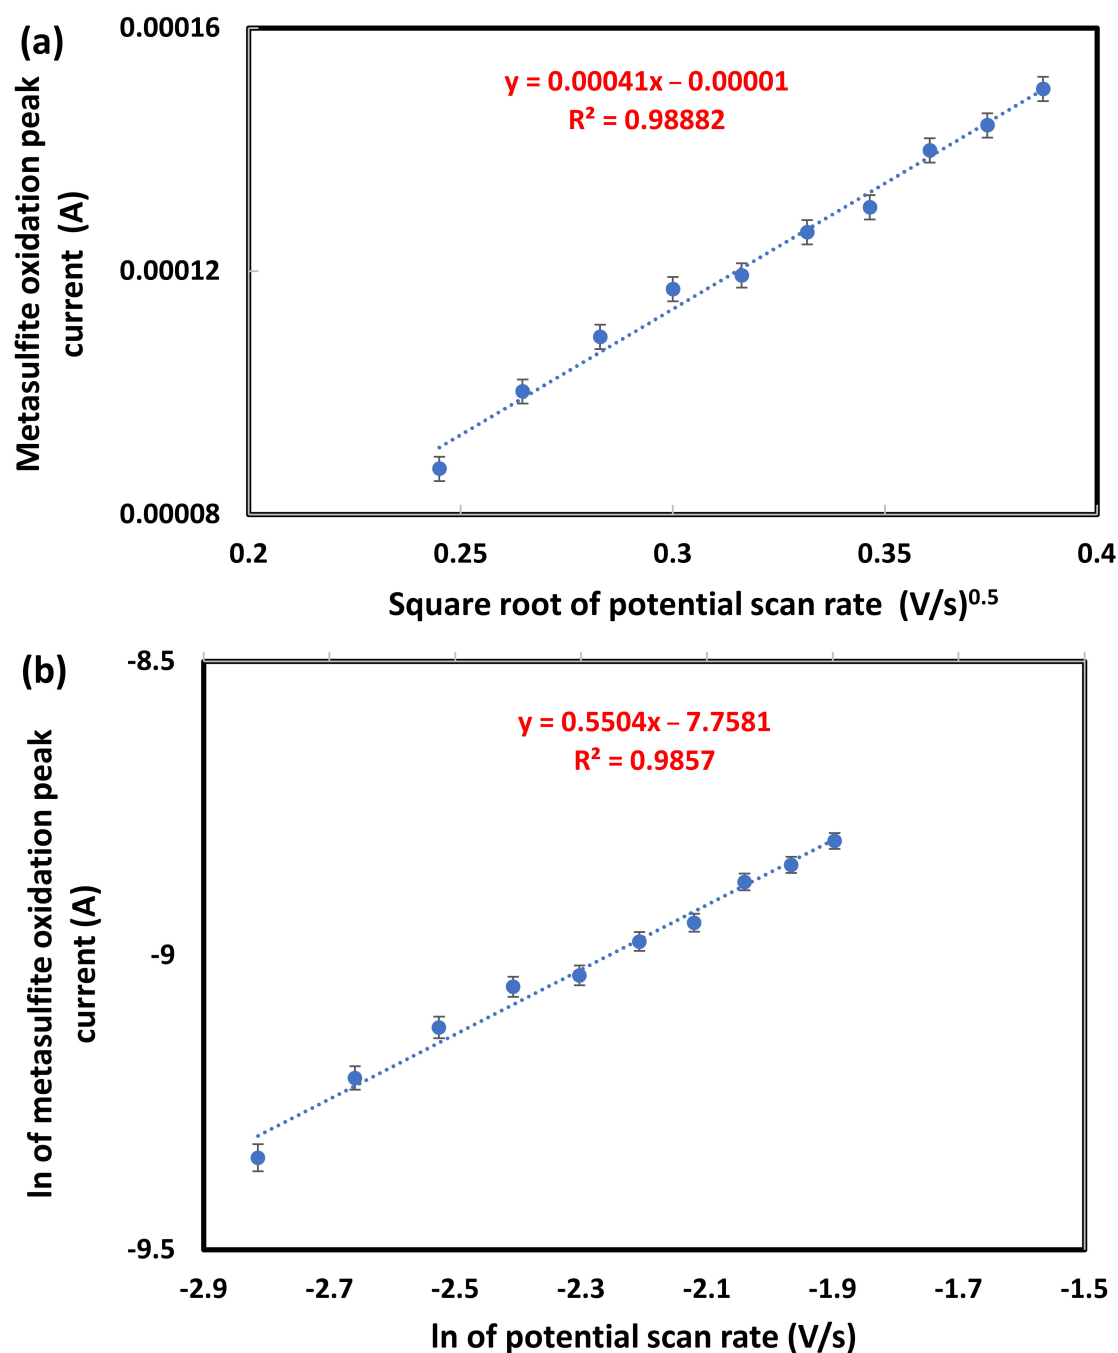 (a)
0.00016
0.00012
0.00008
Metasulfite oxidation peak
current (A)
y = 0.00041x – 0.00001
R² = 0.98882
0.2 0.25 0.3 0.35 0.4
Square root of potential scan rate (V/s)⁰·⁵
(b)
-8.5
-9
-9.5
ln of metasulfite oxidation peak
current (A)
y = 0.5504x – 7.7581
R² = 0.9857
-2.9 -2.7 -2.5 -2.3 -2.1 -1.9 -1.7 -1.5
ln of potential scan rate (V/s)